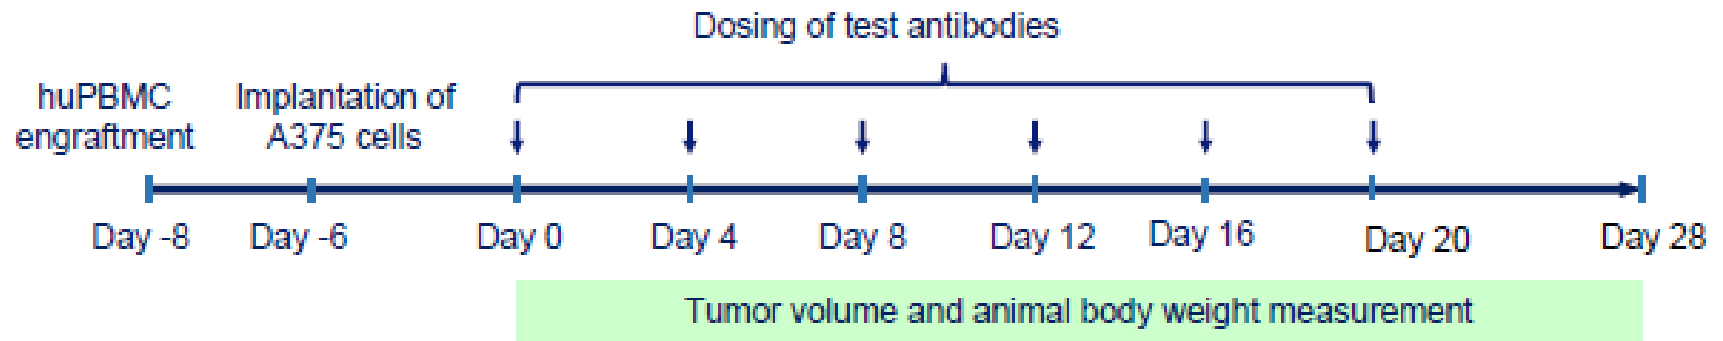 Dosing of test antibodies
huPBMC
engraftment
Implantation of
A375 cells
Day -8
Day -6
Day 0
Day 4
Day 8
Day 12
Day 16
Day 20
Day 28
Tumor volume and animal body weight measurement